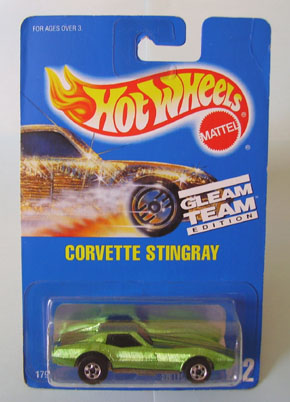 FOR AGES OVER 3.
Hot Wheels
MATTEL
GLEAM
TEAM
EDITION
CORVETTE STINGRAY